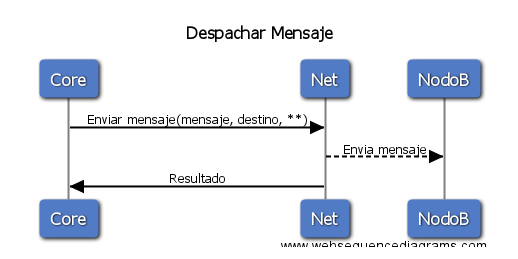 Despachar Mensaje
Core
Net
NodoB
Enviar mensaje(mensaje, destino, **)
Envia mensaje
Resultado
Core
Net
NodoB
www.websequencediagrams.com